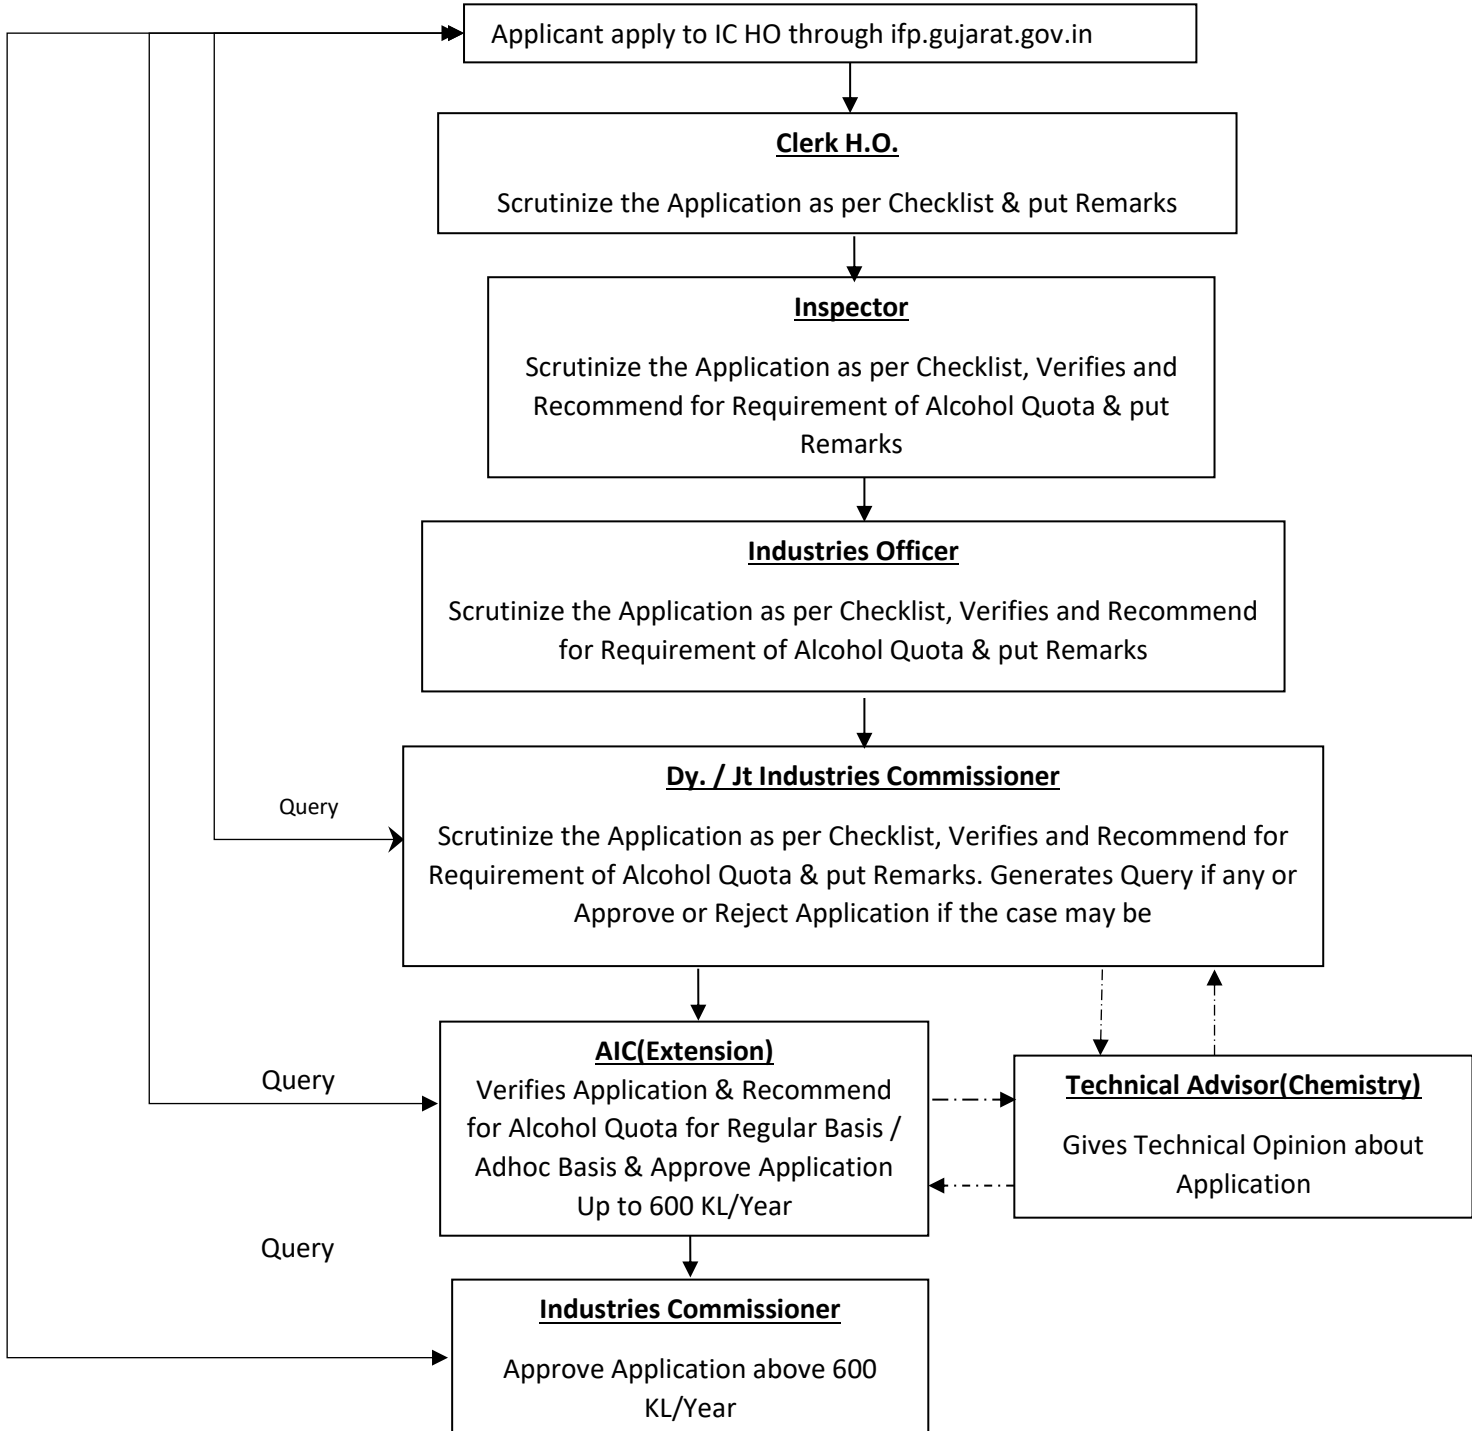 Applicant apply to IC HO through ifp.gujarat.gov.in
Clerk H.O.
Scrutinize the Application as per Checklist & put Remarks
Inspector
Scrutinize the Application as per Checklist, Verifies and
Recommend for Requirement of Alcohol Quota & put
Remarks
Industries Officer
Scrutinize the Application as per Checklist, Verifies and Recommend
for Requirement of Alcohol Quota & put Remarks
Dy. / Jt Industries Commissioner
Query
Scrutinize the Application as per Checklist, Verifies and Recommend for
Requirement of Alcohol Quota & put Remarks. Generates Query if any or
Approve or Reject Application if the case may be
AIC(Extension)
Query
Verifies Application & Recommend
for Alcohol Quota for Regular Basis /
Adhoc Basis & Approve Application
Up to 600 KL/Year
Technical Advisor(Chemistry)
Gives Technical Opinion about
Application
Query
Industries Commissioner
Approve Application above 600
KL/Year